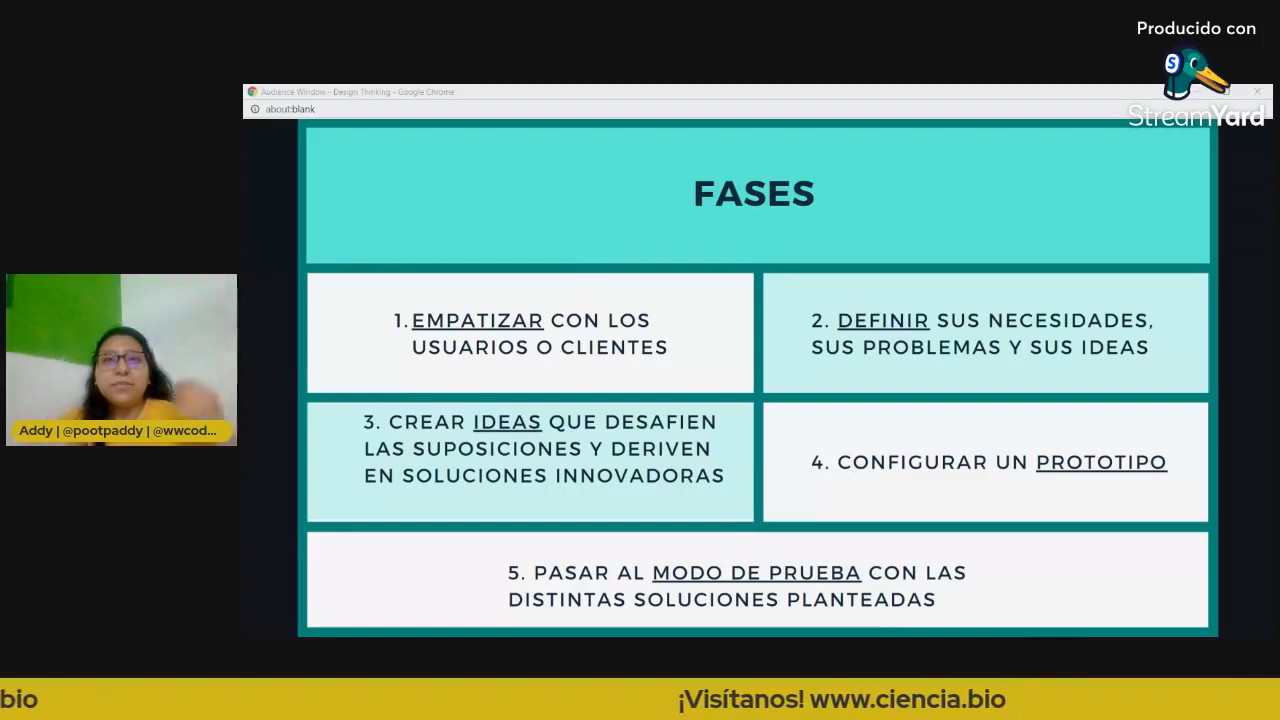 Producido con
S
StreamYard
Audience Window - Design Thinking - Google Chrome
about:blank
FASES
1. EMPATIZAR CON LOS
USUARIOS O CLIENTES
2. DEFINIR SUS NECESIDADES,
SUS PROBLEMAS Y SUS IDEAS
3. CREAR IDEAS QUE DESAFIEN
LAS SUPOSICIONES Y DERIVEN
EN SOLUCIONES INNOVADORAS
4. CONFIGURAR UN PROTOTIPO
5. PASAR AL MODO DE PRUEBA CON LAS
DISTINTAS SOLUCIONES PLANTEADAS
Addy | @pootpaddy | @wwcod...
bio
¡Visítanos! www.ciencia.bio